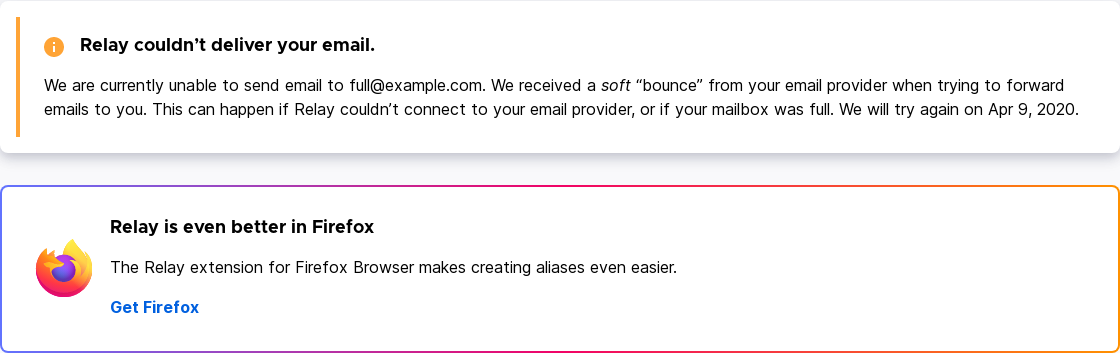 Relay couldn’t deliver your email.
We are currently unable to send email to full@example.com. We received a soft “bounce” from your email provider when trying to forward
emails to you. This can happen if Relay couldn’t connect to your email provider, or if your mailbox was full. We will try again on Apr 9, 2020.
Relay is even better in Firefox
The Relay extension for Firefox Browser makes creating aliases even easier.
Get Firefox